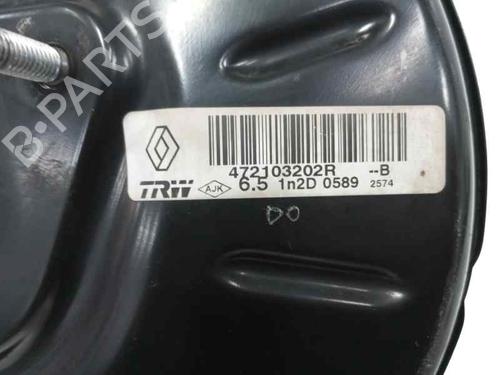 B-PARTS
472103202R --B
TRW AJK 6.5 1n2D 0589 2574
DO